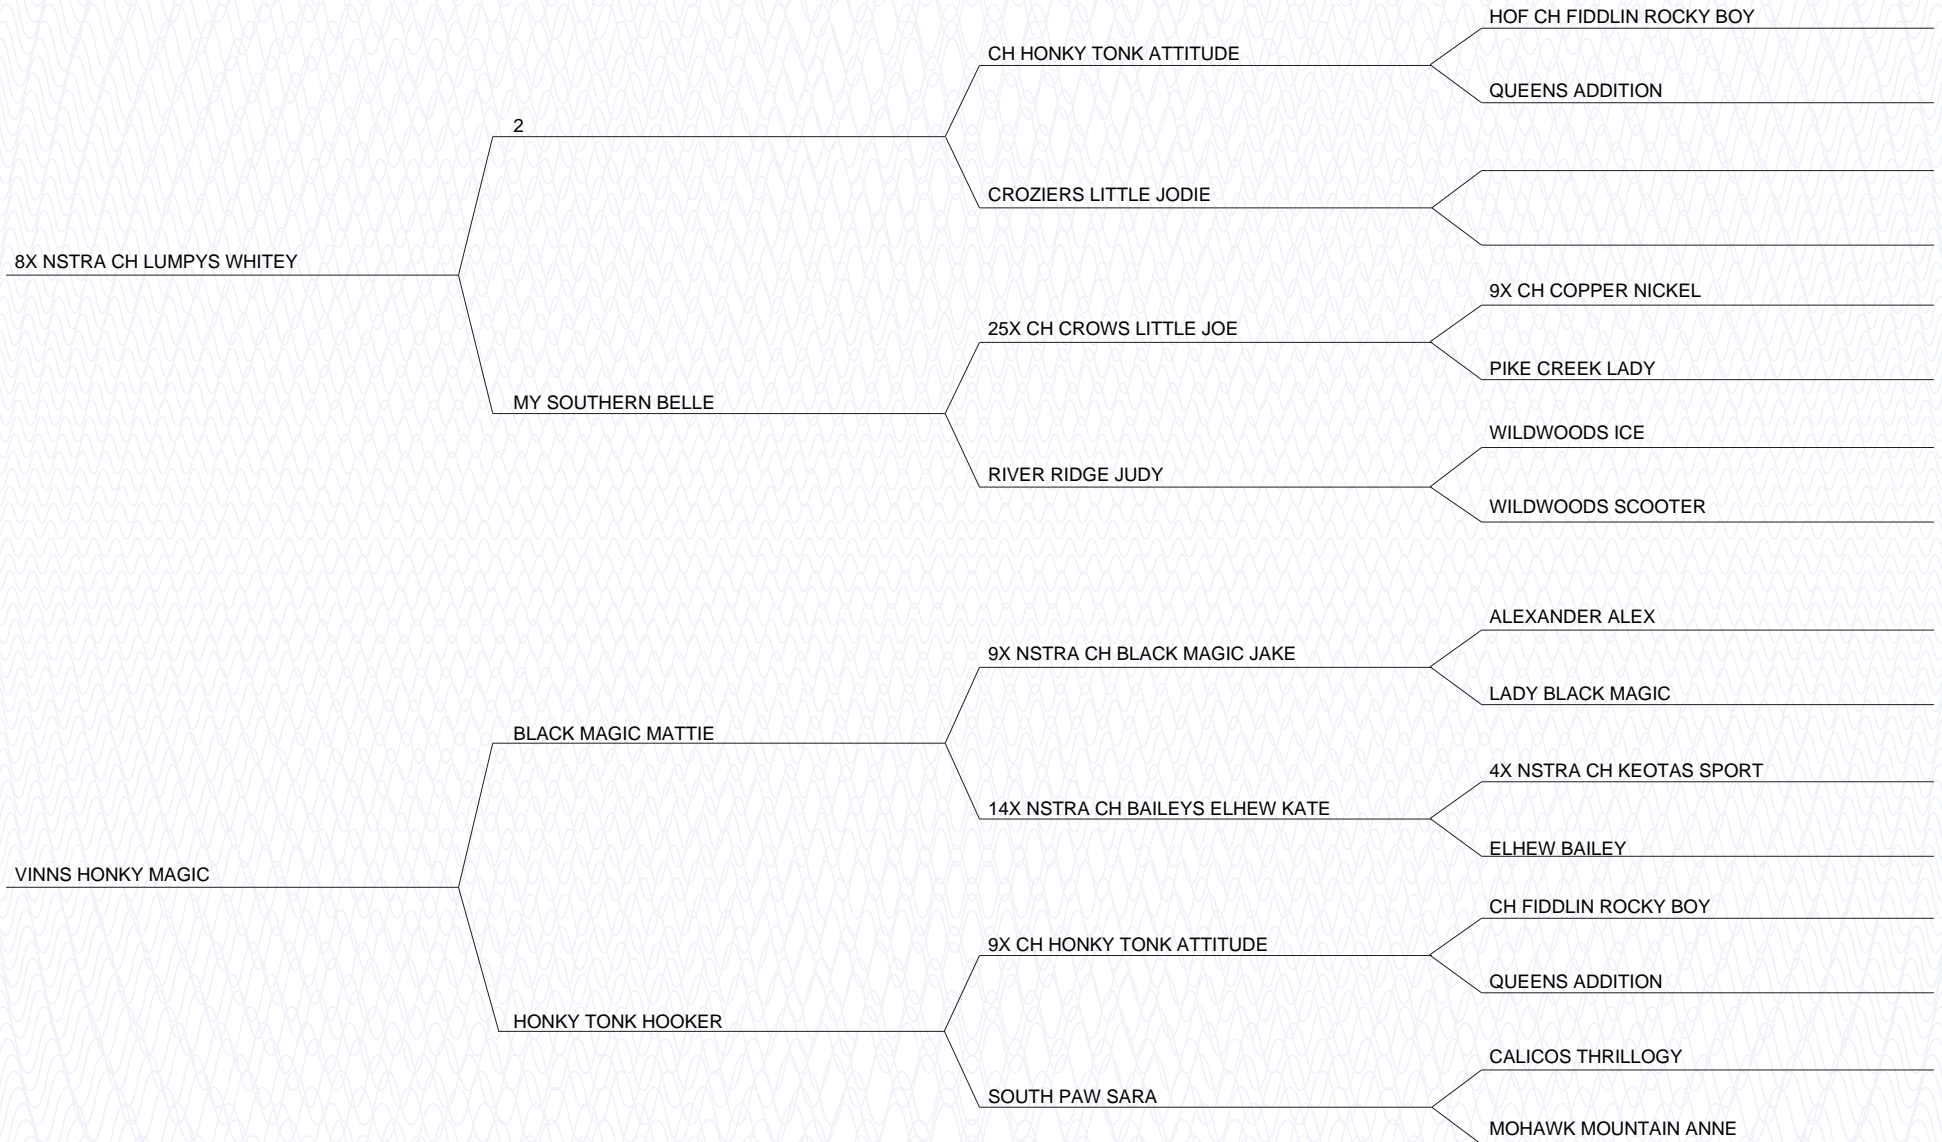 HOF CH FIDDLIN ROCKY BOY
CH HONKY TONK ATTITUDE
QUEENS ADDITION
2
CROZIERS LITTLE JODIE
8X NSTRA CH LUMPYS WHITEY
9X CH COPPER NICKEL
25X CH CROWS LITTLE JOE
PIKE CREEK LADY
MY SOUTHERN BELLE
WILDWOODS ICE
RIVER RIDGE JUDY
WILDWOODS SCOOTER
ALEXANDER ALEX
9X NSTRA CH BLACK MAGIC JAKE
LADY BLACK MAGIC
BLACK MAGIC MATTIE
4X NSTRA CH KEOTAS SPORT
14X NSTRA CH BAILEYS ELHEW KATE
ELHEW BAILEY
VINNS HONKY MAGIC
CH FIDDLIN ROCKY BOY
9X CH HONKY TONK ATTITUDE
QUEENS ADDITION
HONKY TONK HOOKER
CALICOS THRILLOGY
SOUTH PAW SARA
MOHAWK MOUNTAIN ANNE